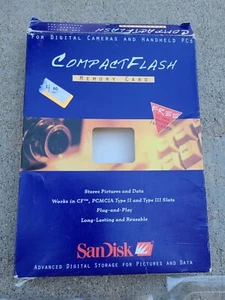 FOR DIGITAL CAMERAS AND HANDHELD PCS
COMPACTFLASH
MEMORY CARD
FREE
Stores Pictures and Data
Works in CF™, PCMCIA Type II and Type III Slots
Plug-and-Play
Long-Lasting and Reusable
SanDisk
ADVANCED DIGITAL STORAGE FOR PICTURES AND DATA